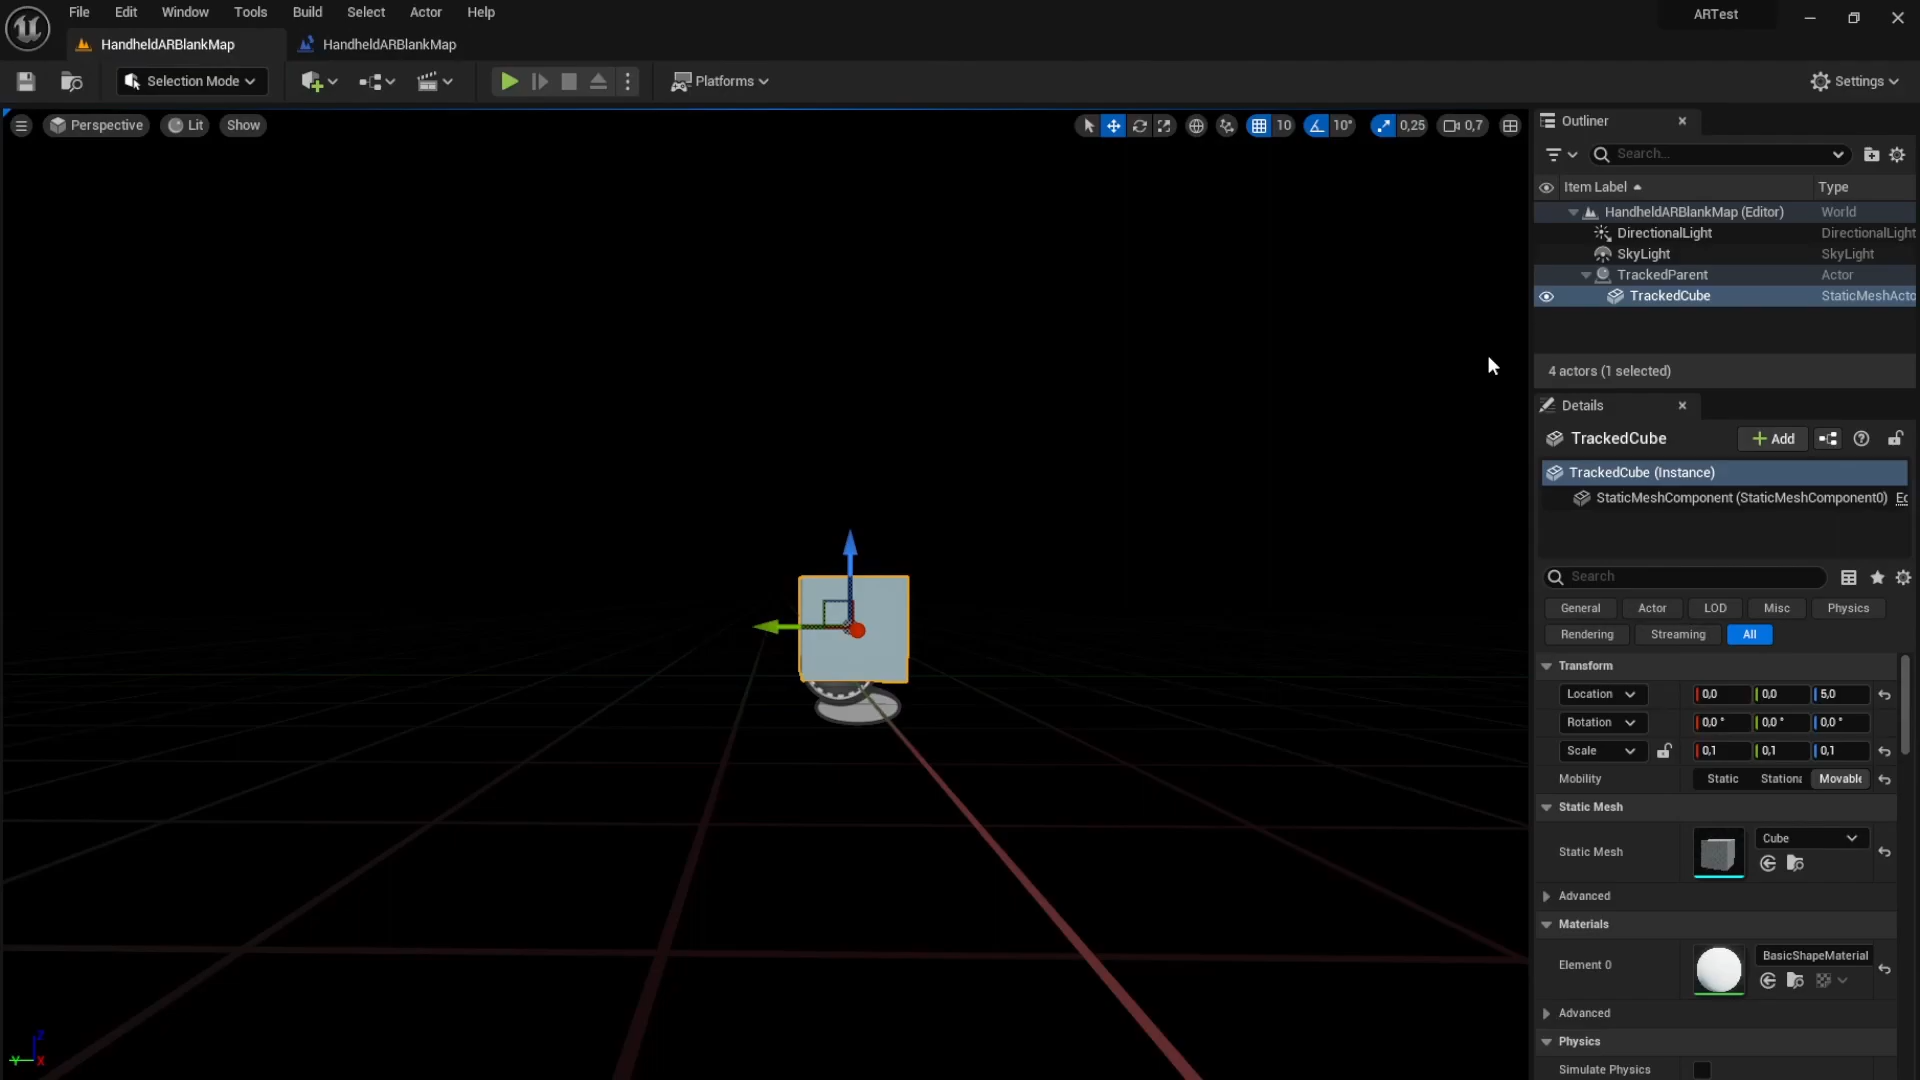 File Edit Window Tools Build Select Actor Help
ARTest
HandheldARBlankMap HandheldARBlankMap
Selection Mode Platforms Settings
Perspective Lit Show 10 10° 0,25 0,7
Outliner
Search...
Item Label Type
HandheldARBlankMap (Editor) World
DirectionalLight DirectionalLight
SkyLight SkyLight
TrackedParent Actor
TrackedCube StaticMeshActo
4 actors (1 selected)
Details
TrackedCube Add
TrackedCube (Instance)
StaticMeshComponent (StaticMeshComponent0) Ed
Search
General Actor LOD Misc Physics
Rendering Streaming All
Transform
Location 0,0 0,0 5,0
Rotation 0,0 ° 0,0 ° 0,0 °
Scale 0,1 0,1 0,1
Mobility Static Stationa Movable
Static Mesh
Static Mesh Cube
Advanced
Materials
Element 0 BasicShapeMaterial
Advanced
Physics
Simulate Physics
Z
Y X